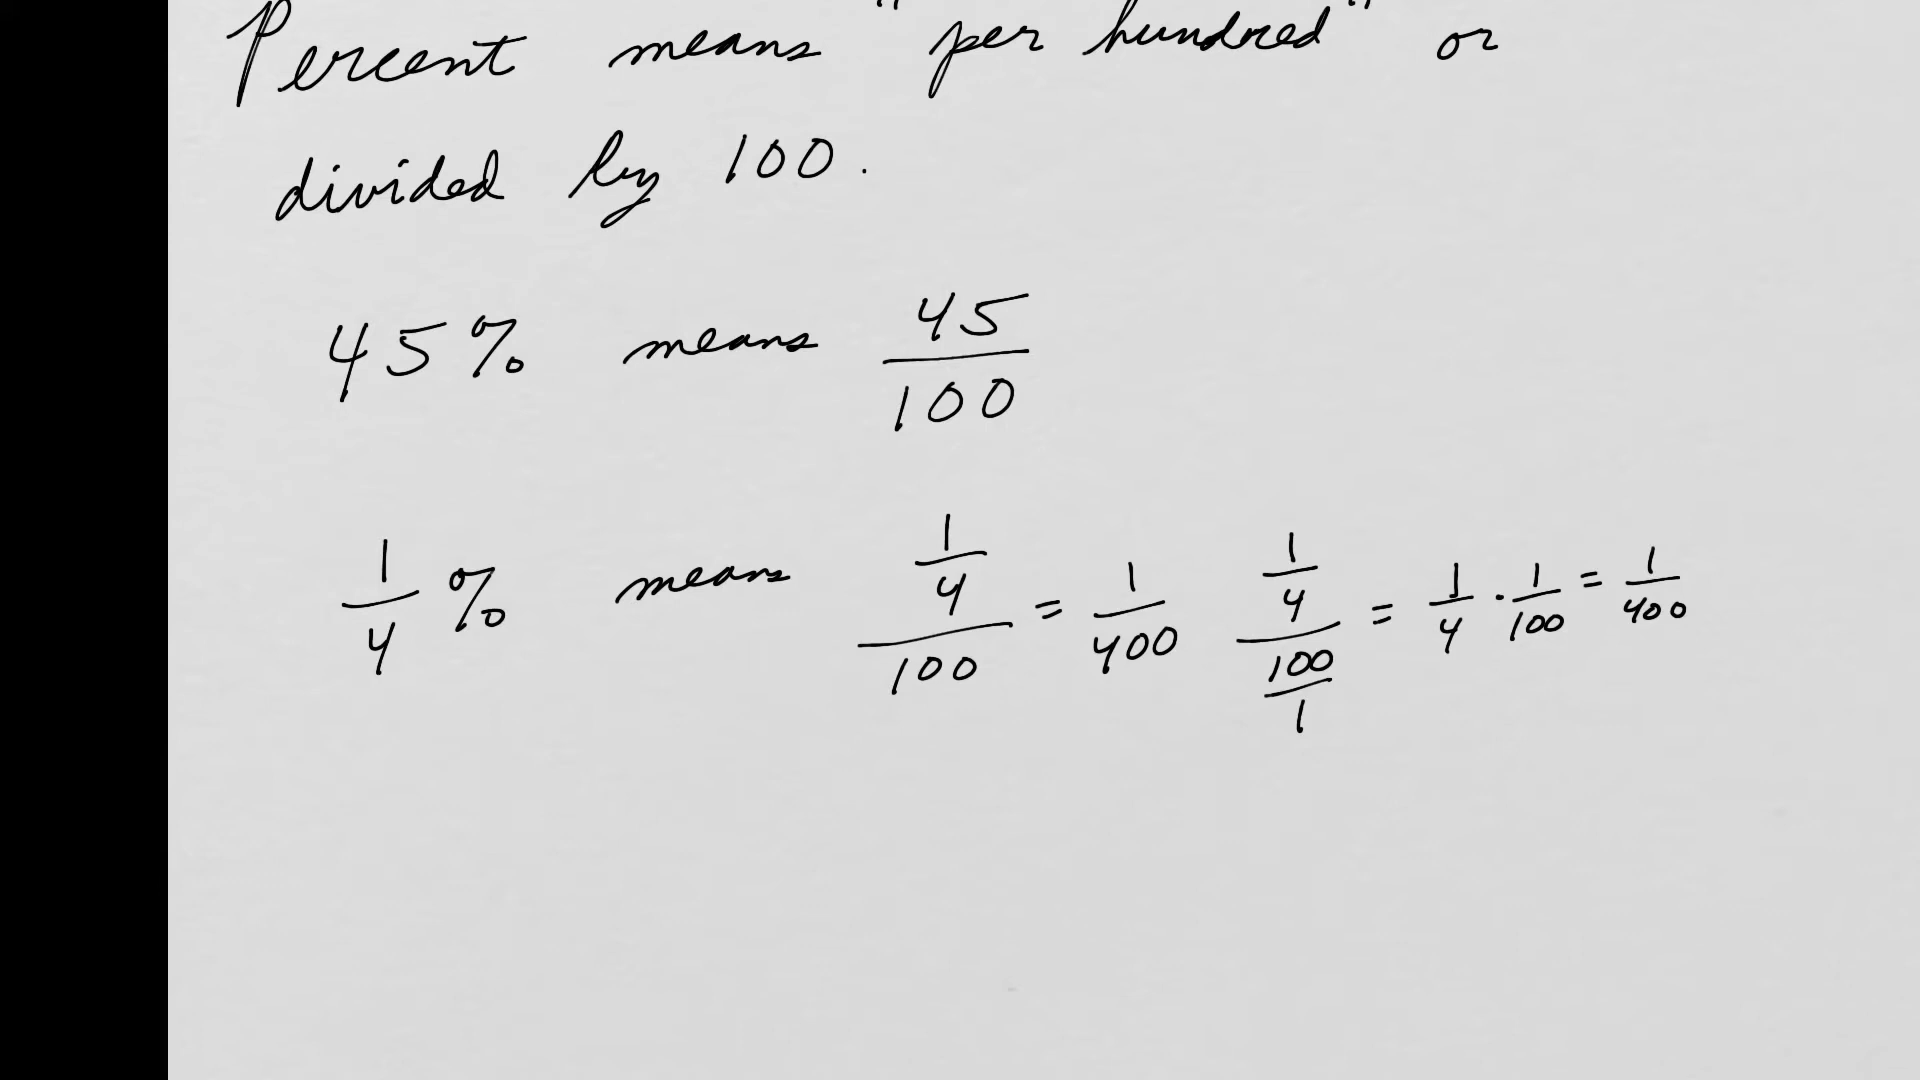 Percent means "per hundred" or
divided by 100.
45% means 45/100
1/4 % means (1/4)/100 = 1/400 (1/4)/(100/1) = 1/4 · 1/100 = 1/400